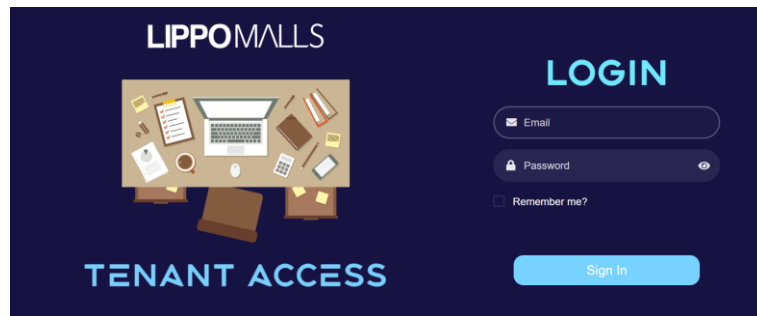 LIPPOMALLS
TENANT ACCESS
LOGIN
Email
Password
Remember me?
Sign In